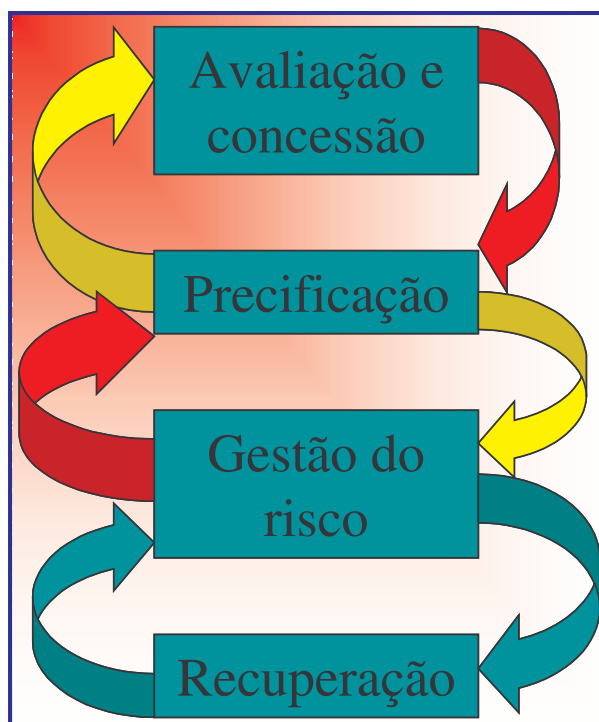 Avaliação e
concessão
Precificação
Gestão do
risco
Recuperação